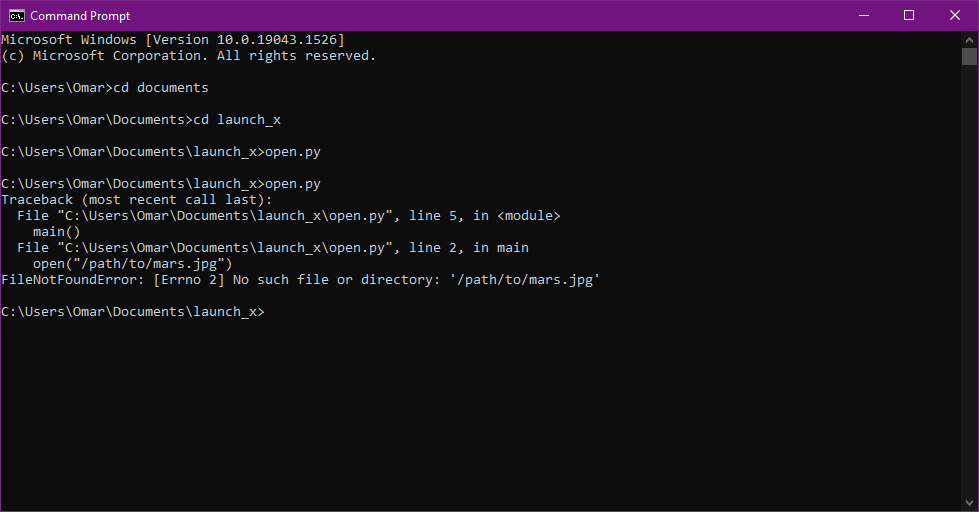 Command Prompt
Microsoft Windows [Version 10.0.19043.1526]
(c) Microsoft Corporation. All rights reserved.
C:\Users\Omar>cd documents
C:\Users\Omar\Documents>cd launch_x
C:\Users\Omar\Documents\launch_x>open.py
C:\Users\Omar\Documents\launch_x>open.py
Traceback (most recent call last):
  File "C:\Users\Omar\Documents\launch_x\open.py", line 5, in <module>
    main()
  File "C:\Users\Omar\Documents\launch_x\open.py", line 2, in main
    open("/path/to/mars.jpg")
FileNotFoundError: [Errno 2] No such file or directory: '/path/to/mars.jpg'
C:\Users\Omar\Documents\launch_x>